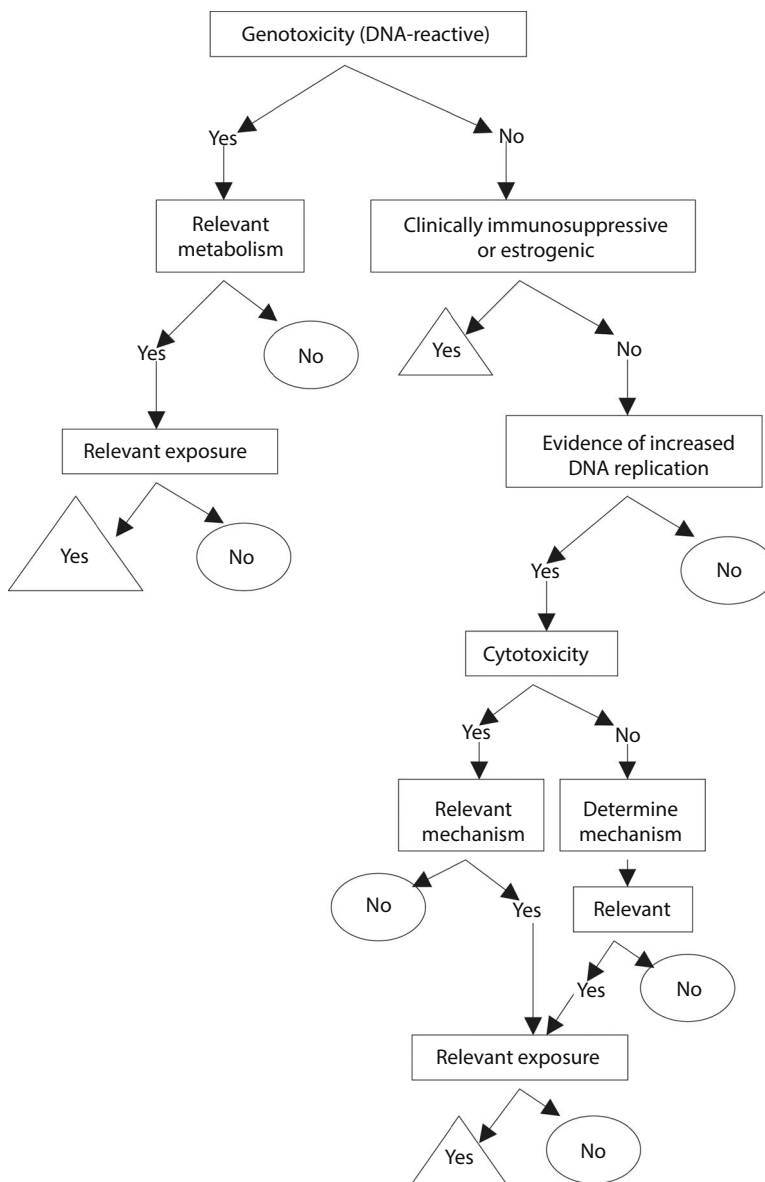 Genotoxicity (DNA-reactive)
Yes
No
Relevant
metabolism
Clinically immunosuppressive
or estrogenic
Yes
No
Yes
No
Relevant exposure
Evidence of increased
DNA replication
Yes
No
Yes
No
Cytotoxicity
Yes
No
Relevant
mechanism
Determine
mechanism
No
Yes
Relevant
Yes
No
Relevant exposure
Yes
No